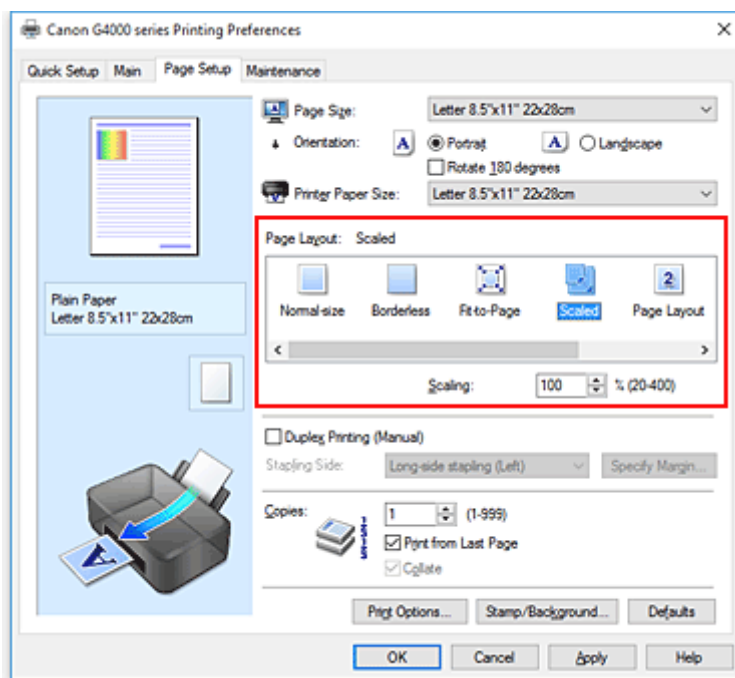 Canon G4000 series Printing Preferences
Quick Setup Main Page Setup Maintenance
Page Size: Letter 8.5"x11" 22x28cm
Orientation: A Portrait A Landscape
Rotate 180 degrees
Printer Paper Size: Letter 8.5"x11" 22x28cm
Page Layout: Scaled
Normal-size Borderless Fit-to-Page Scaled 2 Page Layout
Plain Paper
Letter 8.5"x11" 22x28cm
Scaling: 100 % (20-400)
Duplex Printing (Manual)
Stapling Side: Long-side stapling (Left) Specify Margin...
Copies: 1 (1-999)
Print from Last Page
Collate
A
Print Options... Stamp/Background... Defaults
OK Cancel Apply Help